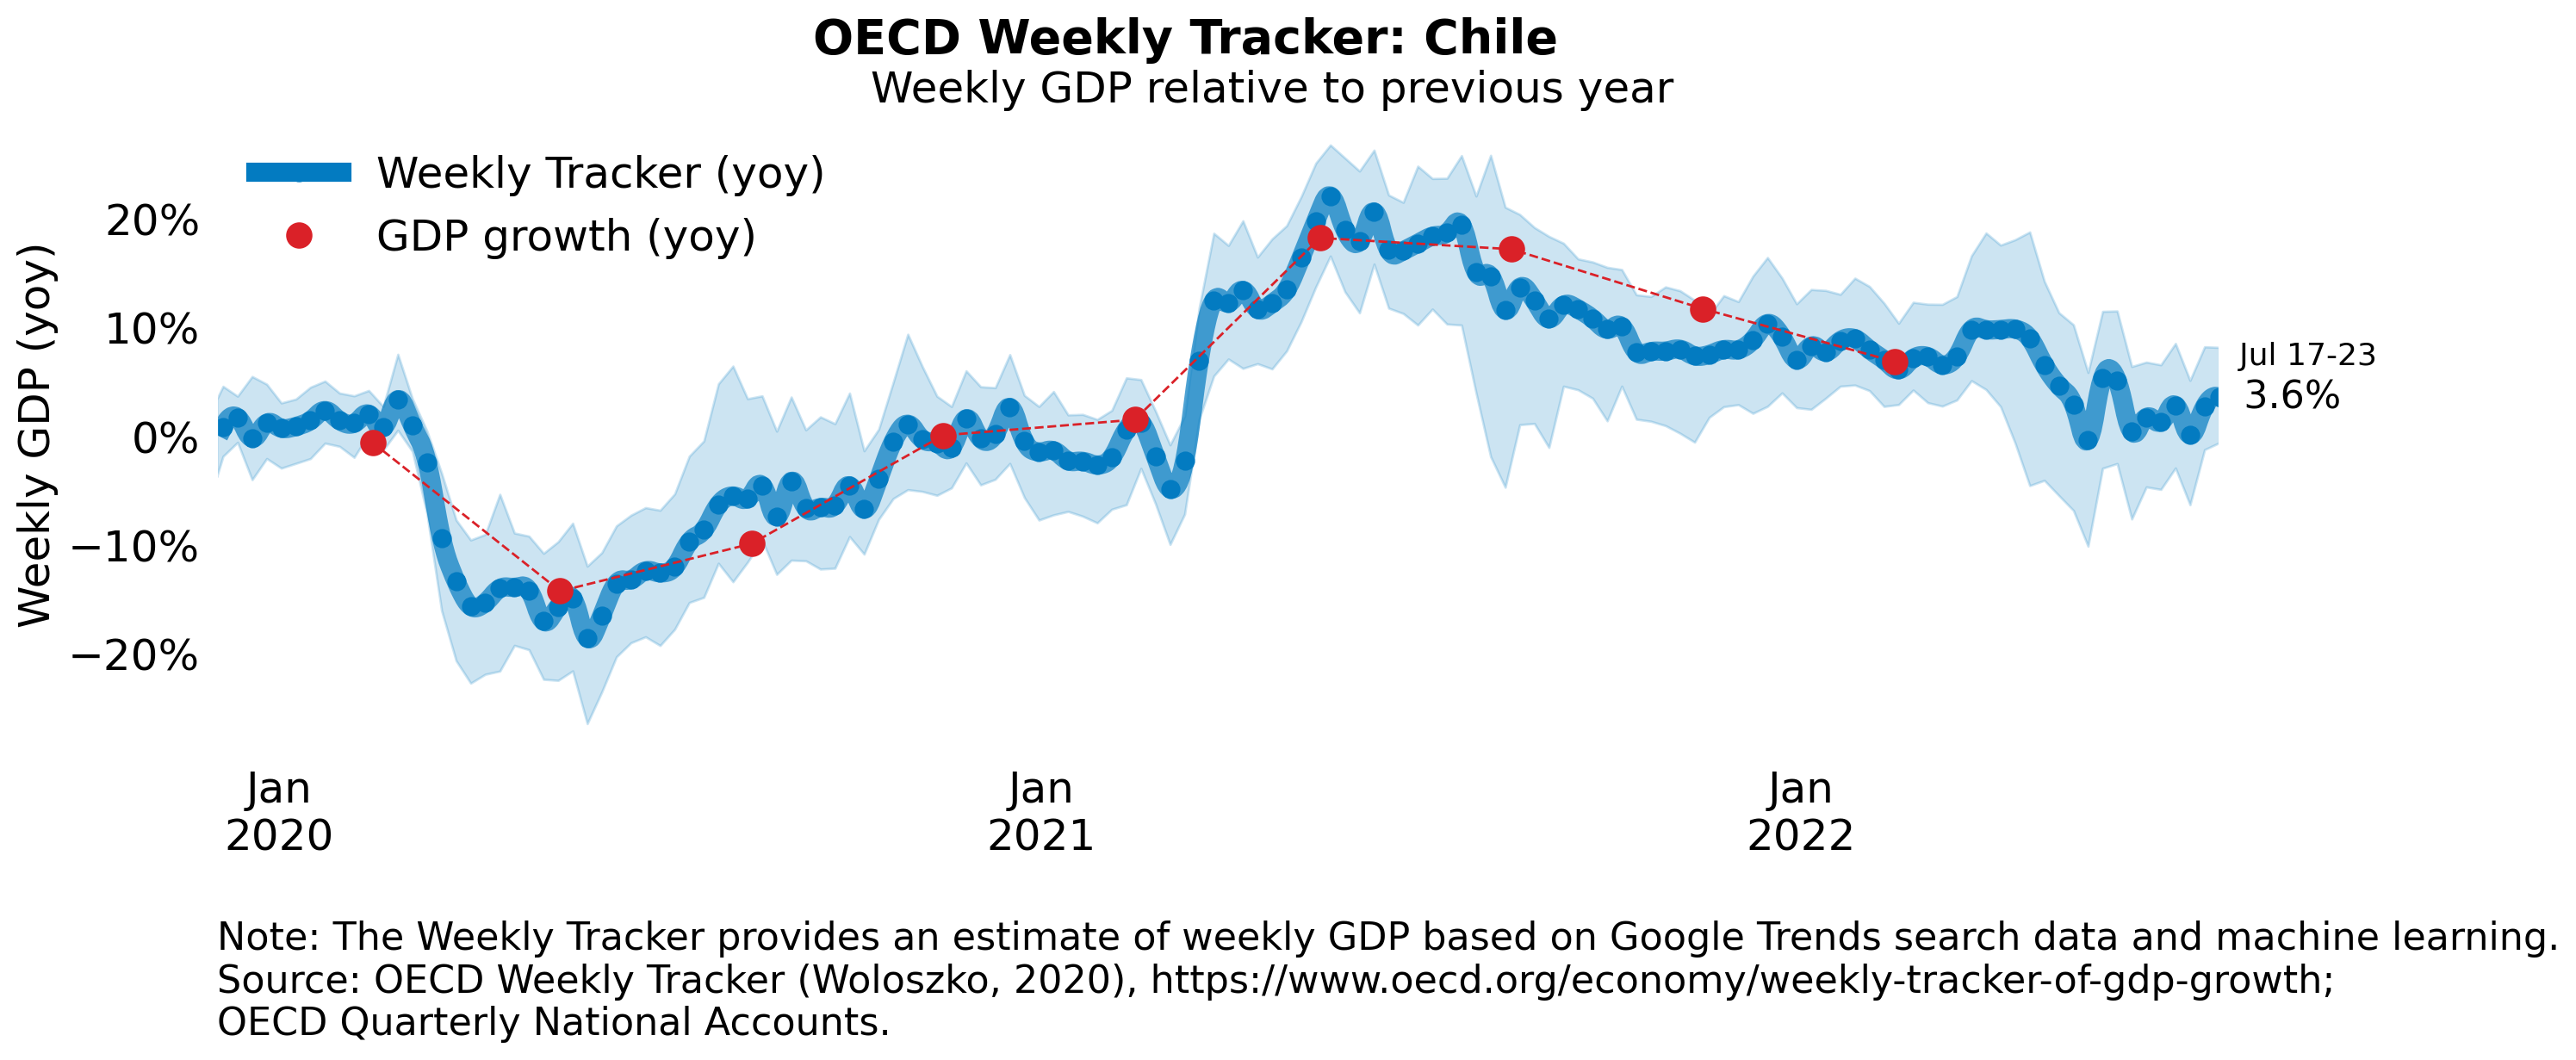 OECD Weekly Tracker: Chile
Weekly GDP relative to previous year
Weekly Tracker (yoy)
GDP growth (yoy)
Weekly GDP (yoy)
20%
10%
0%
−10%
−20%
Jul 17-23
3.6%
Jan
2020
Jan
2021
Jan
2022
Note: The Weekly Tracker provides an estimate of weekly GDP based on Google Trends search data and machine learning.
Source: OECD Weekly Tracker (Woloszko, 2020), https://www.oecd.org/economy/weekly-tracker-of-gdp-growth;
OECD Quarterly National Accounts.